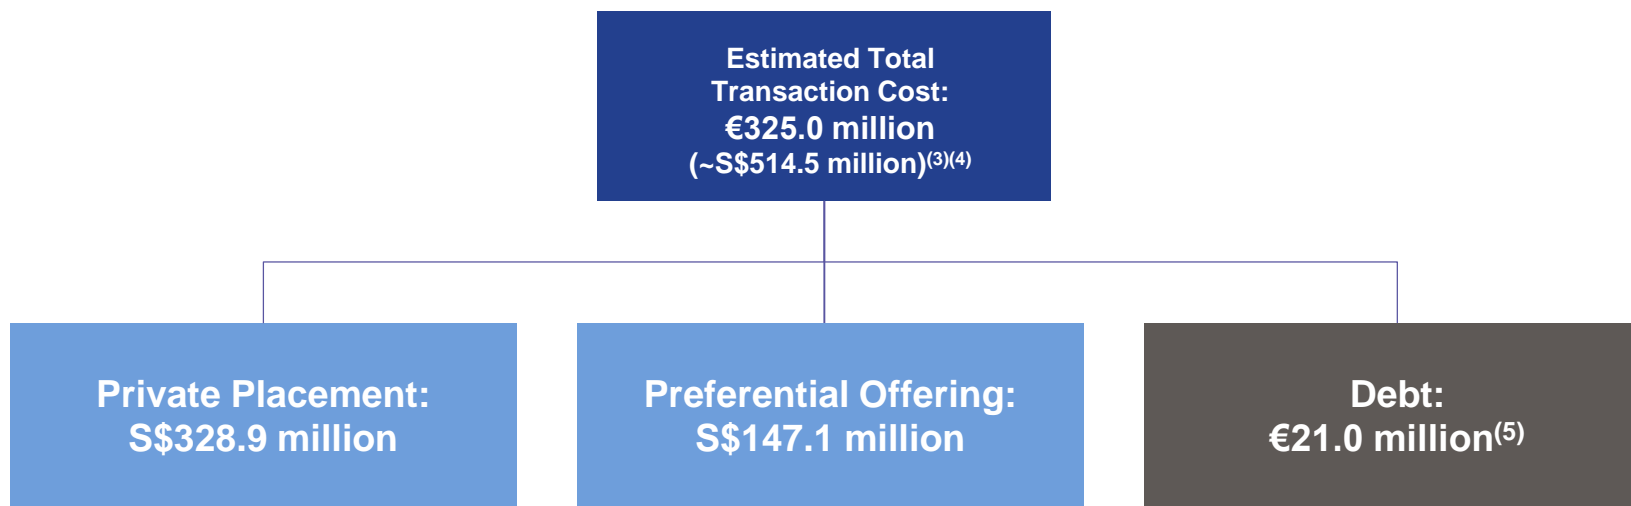 Estimated Total
Transaction Cost:
€325.0 million
(~S$514.5 million)(3)(4)
Private Placement:
S$328.9 million
Preferential Offering:
S$147.1 million
Debt:
€21.0 million(5)